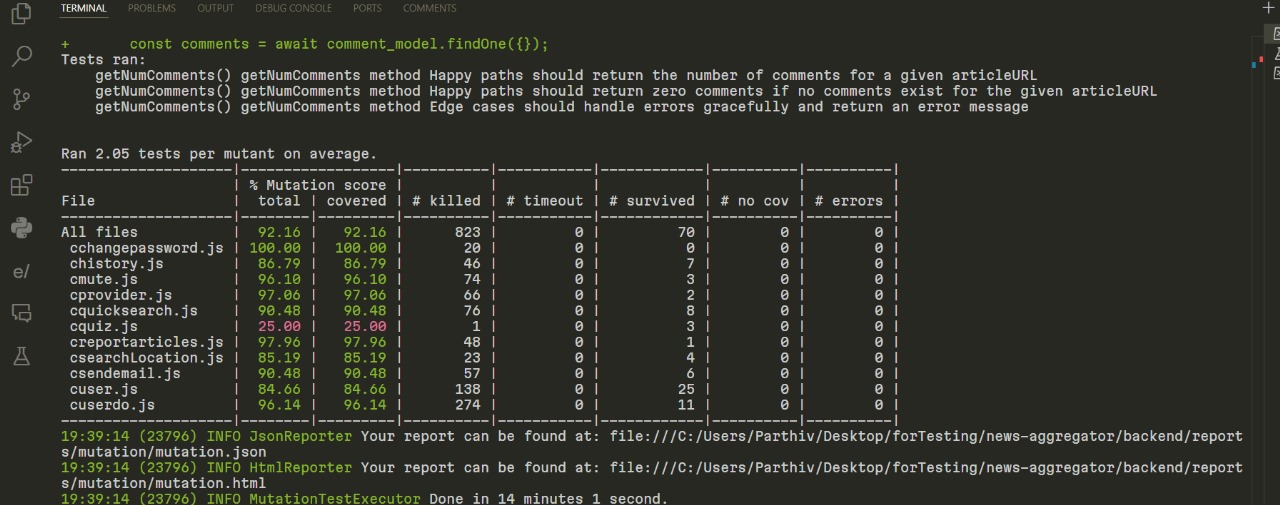 TERMINAL PROBLEMS OUTPUT DEBUG CONSOLE PORTS COMMENTS
+ const comments = await comment_model.findOne({});
Tests ran:
getNumComments() getNumComments method Happy paths should return the number of comments for a given articleURL
getNumComments() getNumComments method Happy paths should return zero comments if no comments exist for the given articleURL
getNumComments() getNumComments method Edge cases should handle errors gracefully and return an error message
Ran 2.05 tests per mutant on average.
--------------------|------------------|----------|-----------|------------|----------|----------|
| % Mutation score | | | | | |
File | total | covered | # killed | # timeout | # survived | # no cov | # errors |
--------------------|--------|---------|----------|-----------|------------|----------|----------|
All files | 92.16 | 92.16 | 823 | 0 | 70 | 0 | 0 |
cchangepassword.js | 100.00 | 100.00 | 20 | 0 | 0 | 0 | 0 |
chistory.js | 86.79 | 86.79 | 46 | 0 | 7 | 0 | 0 |
cmute.js | 96.10 | 96.10 | 74 | 0 | 3 | 0 | 0 |
cprovider.js | 97.06 | 97.06 | 66 | 0 | 2 | 0 | 0 |
cquicksearch.js | 90.48 | 90.48 | 76 | 0 | 8 | 0 | 0 |
cquiz.js | 25.00 | 25.00 | 1 | 0 | 3 | 0 | 0 |
creportarticles.js | 97.96 | 97.96 | 48 | 0 | 1 | 0 | 0 |
csearchLocation.js | 85.19 | 85.19 | 23 | 0 | 4 | 0 | 0 |
csendemail.js | 90.48 | 90.48 | 57 | 0 | 6 | 0 | 0 |
cuser.js | 84.66 | 84.66 | 138 | 0 | 25 | 0 | 0 |
cuserdo.js | 96.14 | 96.14 | 274 | 0 | 11 | 0 | 0 |
--------------------|--------|---------|----------|-----------|------------|----------|----------|
19:39:14 (23796) INFO JsonReporter Your report can be found at: file:///C:/Users/Parthiv/Desktop/forTesting/news-aggregator/backend/report
s/mutation/mutation.json
19:39:14 (23796) INFO HtmlReporter Your report can be found at: file:///C:/Users/Parthiv/Desktop/forTesting/news-aggregator/backend/report
s/mutation/mutation.html
19:39:14 (23796) INFO MutationTestExecutor Done in 14 minutes 1 second.